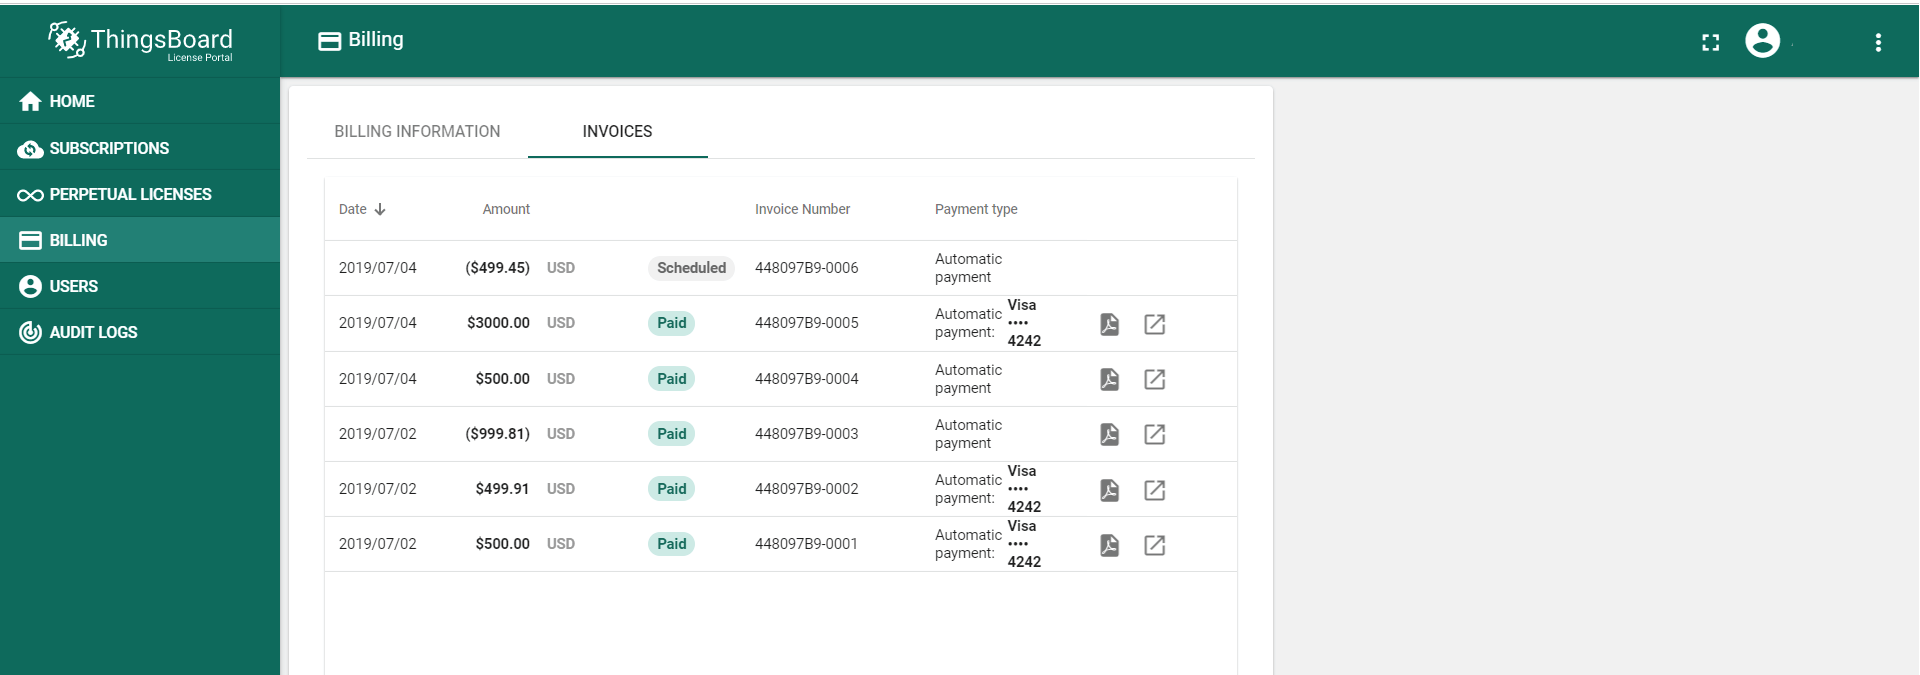 ThingsBoard
License Portal
Billing
HOME
SUBSCRIPTIONS
PERPETUAL LICENSES
BILLING
USERS
AUDIT LOGS
BILLING INFORMATION INVOICES
Date Amount Invoice Number Payment type
2019/07/04 ($499.45) USD Scheduled 448097B9-0006 Automatic
payment
2019/07/04 $3000.00 USD Paid 448097B9-0005 Automatic
payment:
Visa
••••
4242
2019/07/04 $500.00 USD Paid 448097B9-0004 Automatic
payment
2019/07/02 ($999.81) USD Paid 448097B9-0003 Automatic
payment
2019/07/02 $499.91 USD Paid 448097B9-0002 Automatic
payment:
Visa
••••
4242
2019/07/02 $500.00 USD Paid 448097B9-0001 Automatic
payment:
Visa
••••
4242